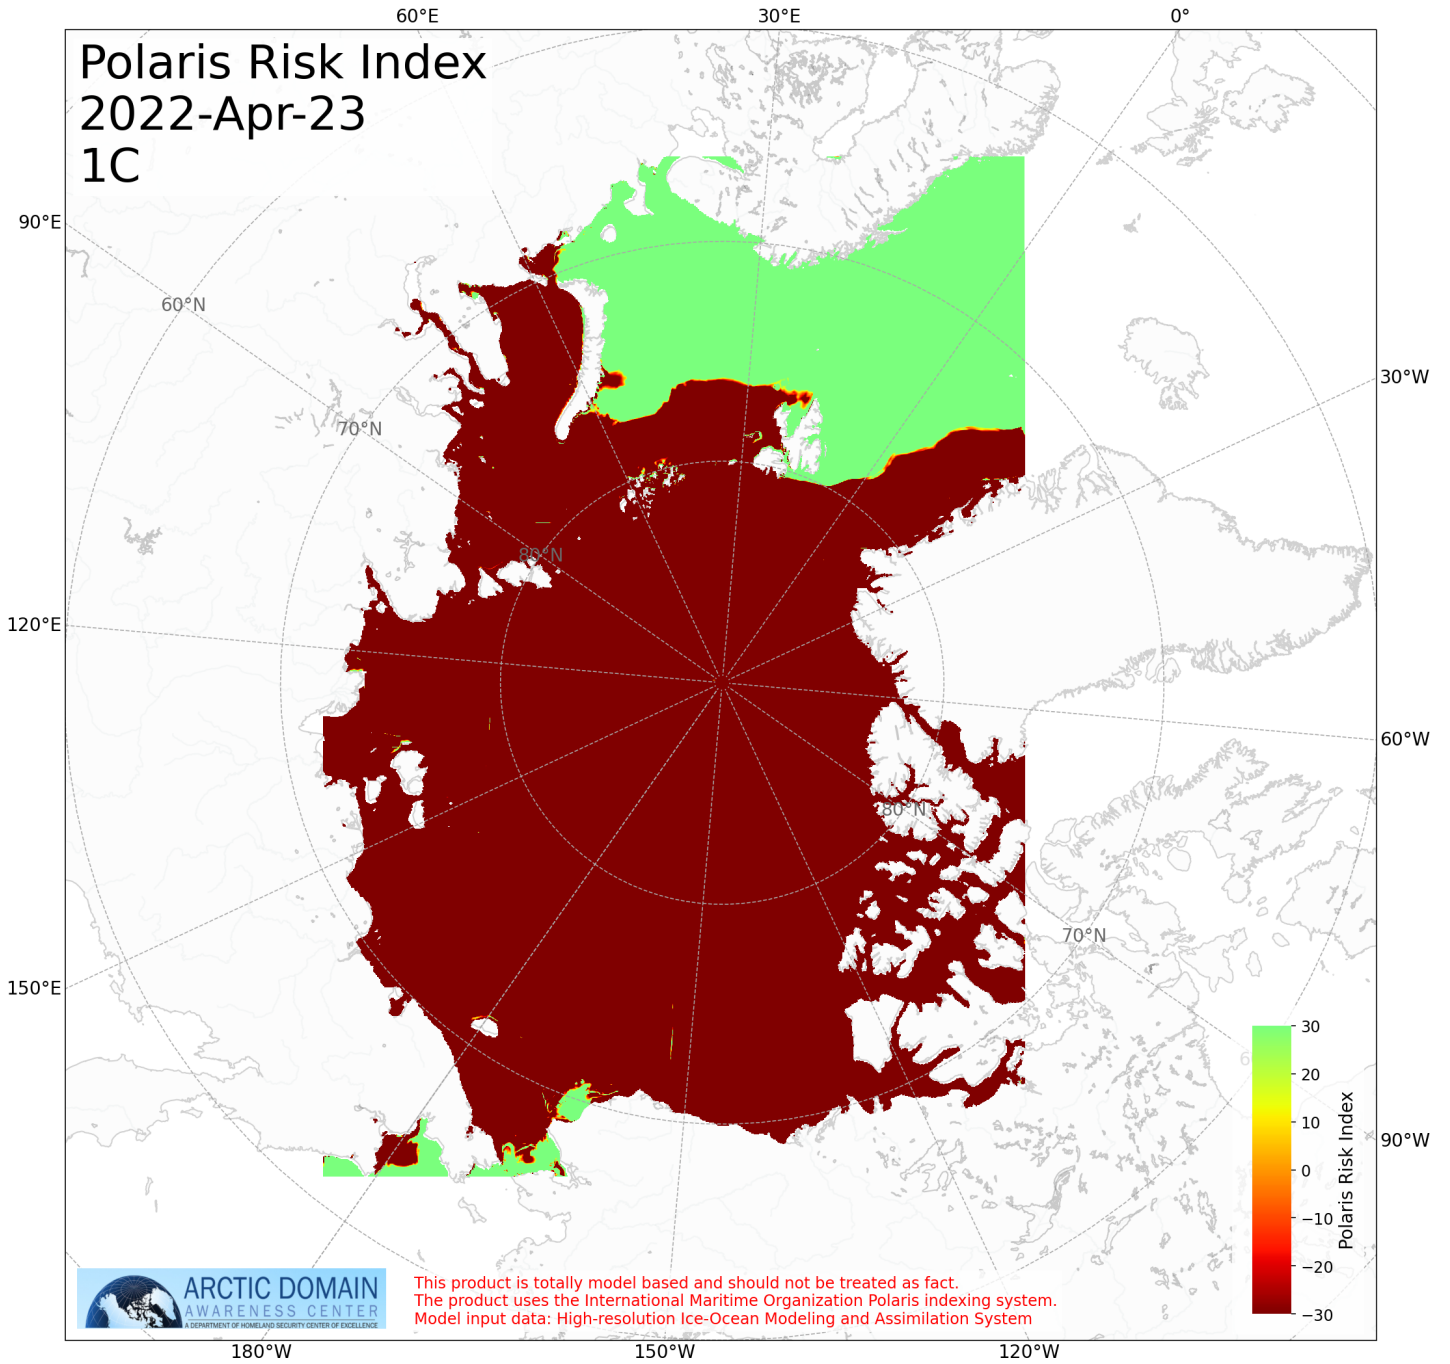 60°E 30°E 0°
Polaris Risk Index
2022-Apr-23
1C
90°E
60°N
30°W
70°N
80°N
120°E
60°W
80°N
70°N
150°E
30
20
10
0
−10
−20
−30
Polaris Risk Index
90°W
ARCTIC DOMAIN
AWARENESS CENTER
A DEPARTMENT OF HOMELAND SECURITY CENTER OF EXCELLENCE
This product is totally model based and should not be treated as fact.
The product uses the International Maritime Organization Polaris indexing system.
Model input data: High-resolution Ice-Ocean Modeling and Assimilation System
180°W 150°W 120°W